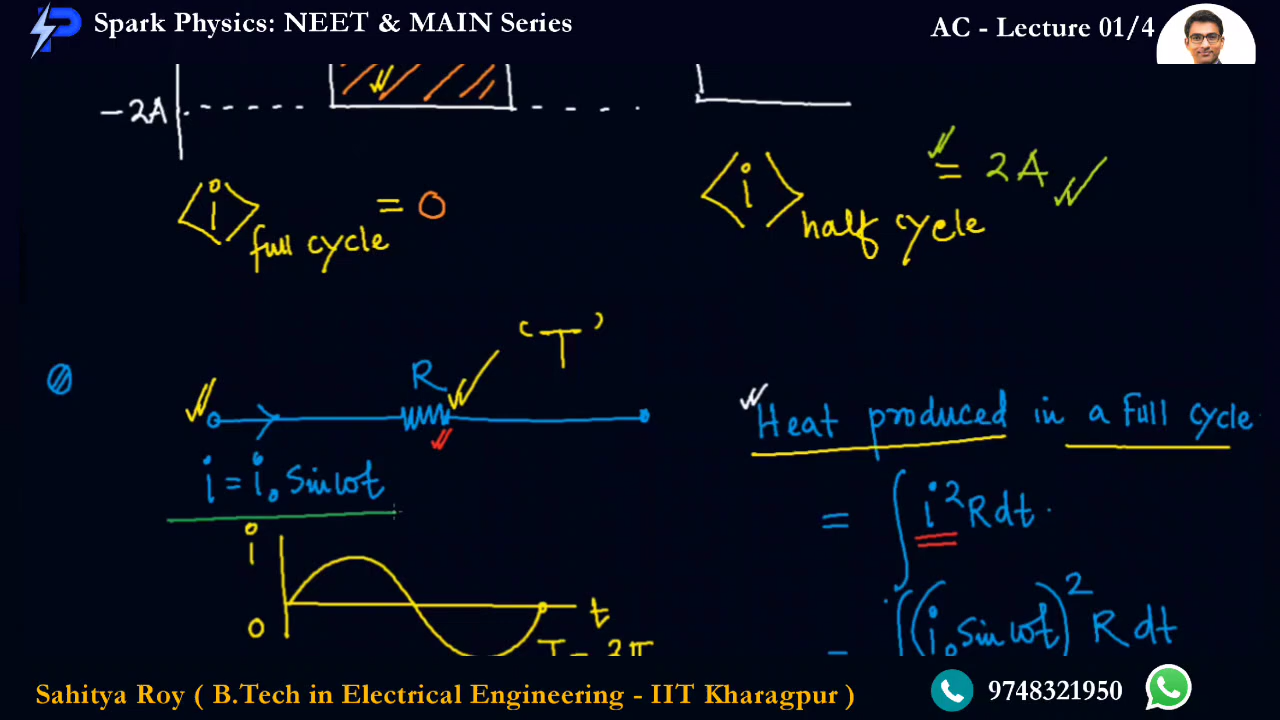 Spark Physics: NEET & MAIN Series
AC - Lecture 01/4
-2A
<i> full cycle = 0
<i> half cycle = 2A
'T'
R
i = i₀ sin ωt
Heat produced in a Full cycle
= ∫ i² R dt
i
0
t
T = 2π
= ∫ (i₀ sin ωt)² R dt
Sahitya Roy ( B.Tech in Electrical Engineering - IIT Kharagpur )
9748321950